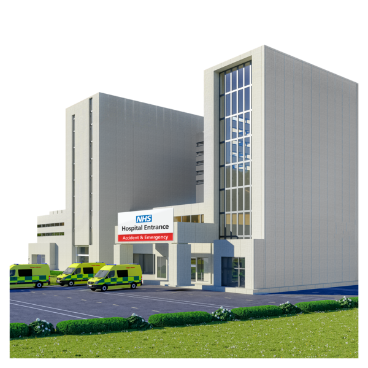 NHS
Hospital Entrance
Accident & Emergency